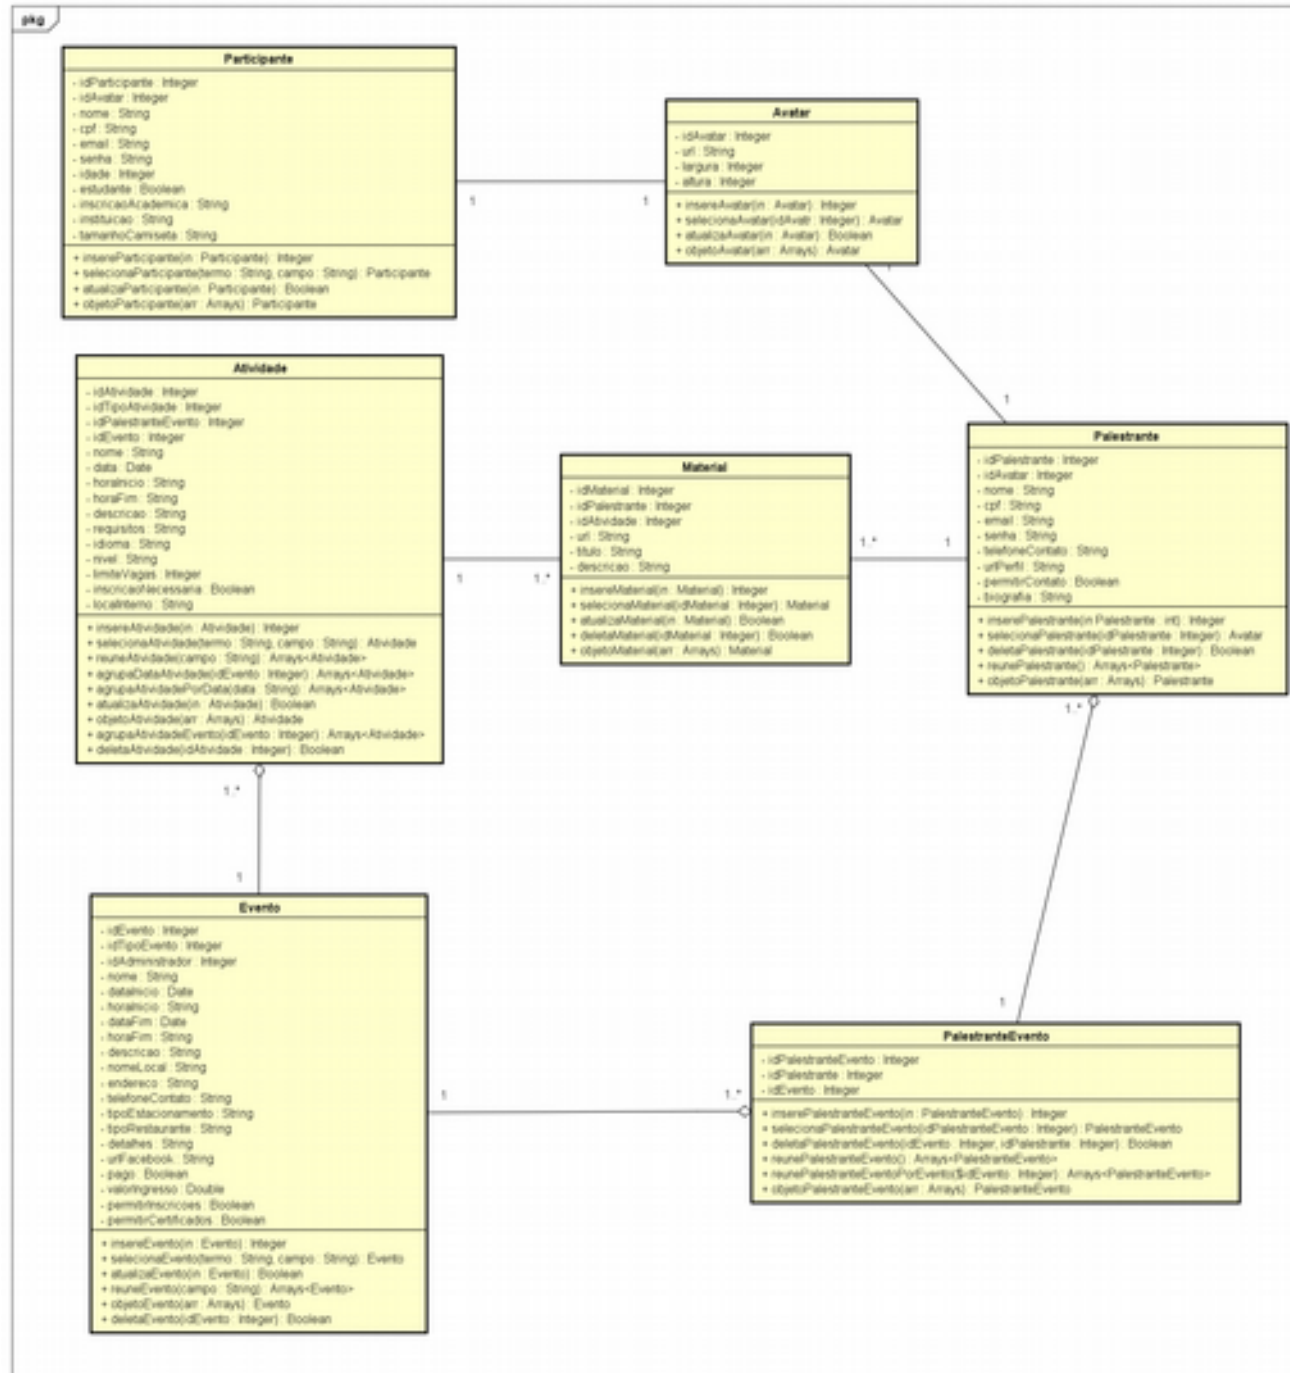 pkg
Participante
- idParticipante : Integer
- idAvatar : Integer
- nome : String
- cpf : String
- email : String
- senha : String
- idade : Integer
- estudante : Boolean
- inscricaoAcademica : String
- instituicao : String
- tamanhoCamiseta : String
+ insereParticipante(in : Participante) : Integer
+ selecionaParticipante(termo : String, campo : String) : Participante
+ atualizaParticipante(in : Participante) : Boolean
+ objetoParticipante(arr : Arrays) : Participante
1
1
Avatar
- idAvatar : Integer
- url : String
- largura : Integer
- altura : Integer
+ insereAvatar(in : Avatar) : Integer
+ selecionaAvatar(idAvatr : Integer) : Avatar
+ atualizaAvatar(in : Avatar) : Boolean
+ objetoAvatar(arr : Arrays) : Avatar
1
1
Atividade
- idAtividade : Integer
- idTipoAtividade : Integer
- idPalestranteEvento : Integer
- idEvento : Integer
- nome : String
- data : Date
- horaInicio : String
- horaFim : String
- descricao : String
- requisitos : String
- idioma : String
- nivel : String
- limiteVagas : Integer
- inscricaoNecessaria : Boolean
- localInterno : String
+ insereAtividade(in : Atividade) : Integer
+ selecionaAtividade(termo : String, campo : String) : Atividade
+ reuneAtividade(campo : String) : Arrays<Atividade>
+ agrupaDataAtividade(idEvento : Integer) : Arrays<Atividade>
+ agrupaAtividadePorData(data : String) : Arrays<Atividade>
+ atualizaAtividade(in : Atividade) : Boolean
+ objetoAtividade(arr : Arrays) : Atividade
+ agrupaAtividadeEvento(idEvento : Integer) : Arrays<Atividade>
+ deletaAtividade(idAtividade : Integer) : Boolean
1
1..*
Material
- idMaterial : Integer
- idPalestrante : Integer
- idAtividade : Integer
- url : String
- titulo : String
- descricao : String
+ insereMaterial(in : Material) : Integer
+ selecionaMaterial(idMaterial : Integer) : Material
+ atualizaMaterial(in : Material) : Boolean
+ deletaMaterial(idMaterial : Integer) : Boolean
+ objetoMaterial(arr : Arrays) : Material
1..*
1
Palestrante
- idPalestrante : Integer
- idAvatar : Integer
- nome : String
- cpf : String
- email : String
- senha : String
- telefoneContato : String
- urlPerfil : String
- permitirContato : Boolean
- biografia : String
+ inserePalestrante(in Palestrante : int) : Integer
+ selecionaPalestrante(idPalestrante : Integer) : Avatar
+ deletaPalestrante(idPalestrante : Integer) : Boolean
+ reunePalestrante() : Arrays<Palestrante>
+ objetoPalestrante(arr : Arrays) : Palestrante
1..*
1
1..*
1
Evento
- idEvento : Integer
- idTipoEvento : Integer
- idAdministrador : Integer
- nome : String
- dataInicio : Date
- horaInicio : String
- dataFim : Date
- horaFim : String
- descricao : String
- nomeLocal : String
- endereco : String
- telefoneContato : String
- tipoEstacionamento : String
- tipoRestaurante : String
- detalhes : String
- urlFacebook : String
- pago : Boolean
- valorIngresso : Double
- permitirInscricoes : Boolean
- permitirCertificados : Boolean
+ insereEvento(in : Evento) : Integer
+ selecionaEvento(termo : String, campo : String) : Evento
+ atualizaEvento(in : Evento) : Boolean
+ reuneEvento(campo : String) : Arrays<Evento>
+ objetoEvento(arr : Arrays) : Evento
+ deletaEvento(idEvento : Integer) : Boolean
1
1..*
PalestranteEvento
- idPalestranteEvento : Integer
- idPalestrante : Integer
- idEvento : Integer
+ inserePalestranteEvento(in : PalestranteEvento) : Integer
+ selecionaPalestranteEvento(idPalestranteEvento : Integer) : PalestranteEvento
+ deletaPalestranteEvento(idEvento : Integer, idPalestrante : Integer) : Boolean
+ reunePalestranteEvento() : Arrays<PalestranteEvento>
+ reunePalestranteEventoPorEvento($idEvento : Integer) : Arrays<PalestranteEvento>
+ objetoPalestranteEvento(arr : Arrays) : PalestranteEvento